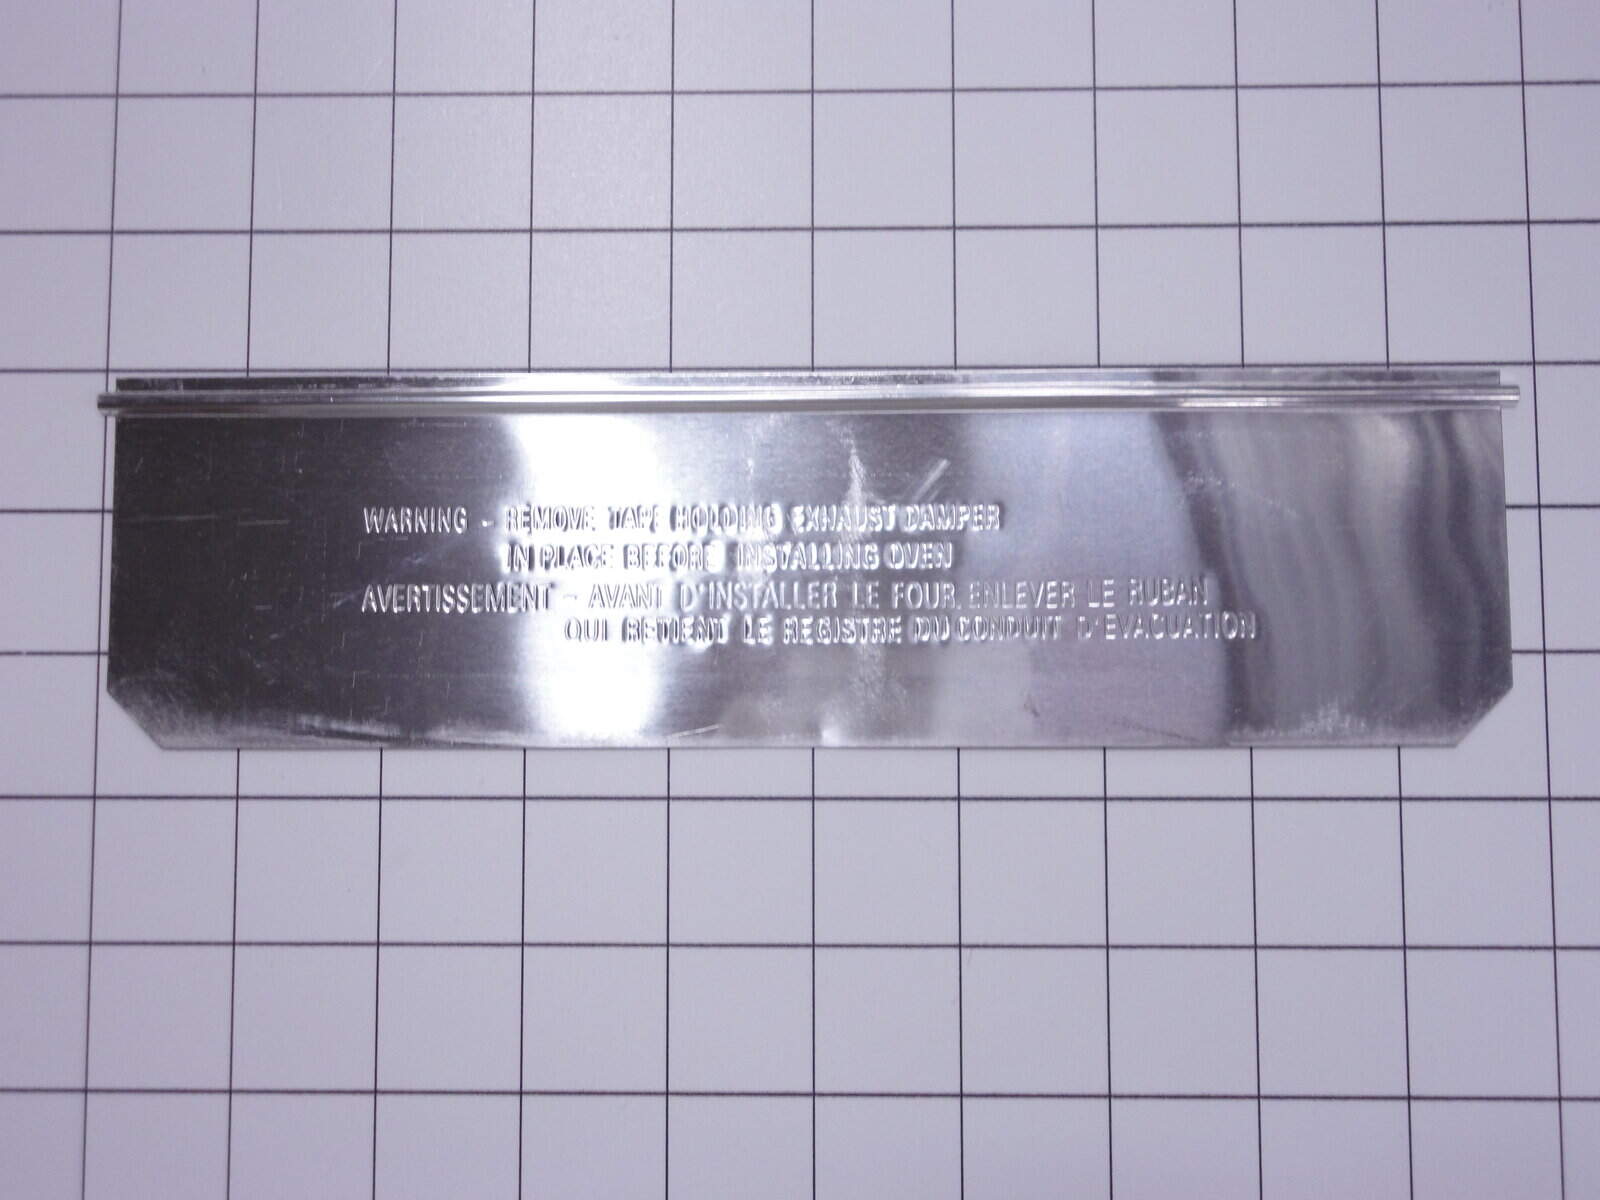 WARNING - REMOVE TAPE HOLDING EXHAUST DAMPER
IN PLACE BEFORE INSTALLING OVEN
AVERTISSEMENT - AVANT D'INSTALLER LE FOUR, ENLEVER LE RUBAN
QUI RETIENT LE REGISTRE DU CONDUIT D'EVACUATION